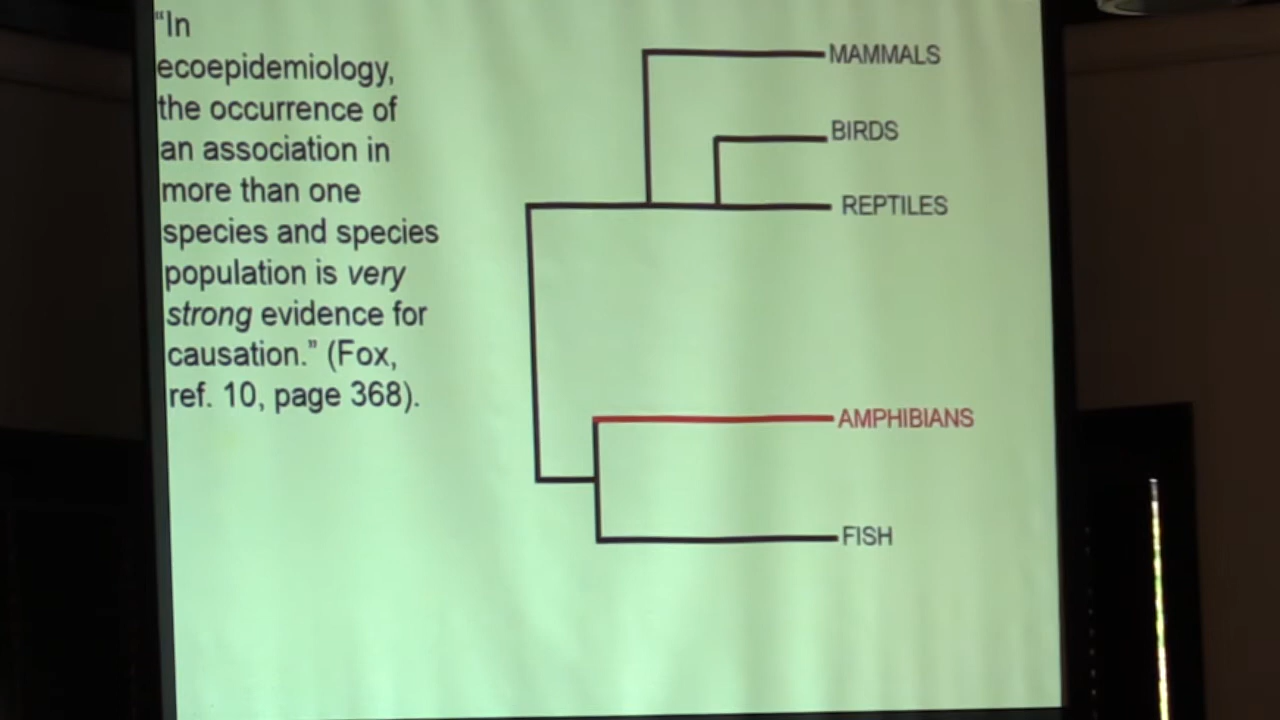 “In
ecoepidemiology,
the occurrence of
an association in
more than one
species and species
population is very
strong evidence for
causation.” (Fox,
ref. 10, page 368).
MAMMALS
BIRDS
REPTILES
AMPHIBIANS
FISH